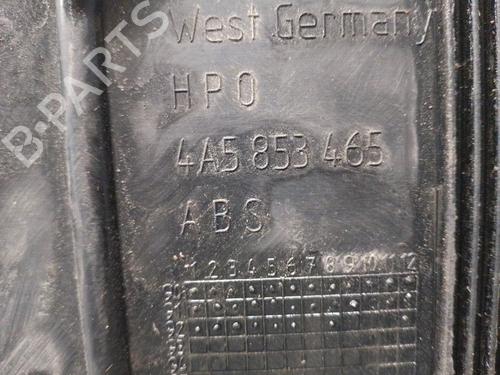 West Germany
HPO
4A5 853 465
ABS
1 2 3 4 5 6 7 8 9 10 11 12
B-PARTS